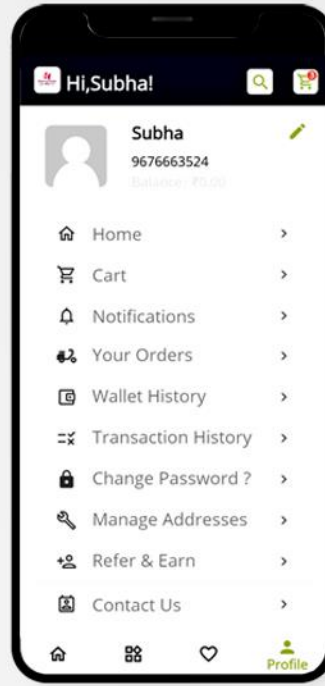 Hi,Subha!
3
Subha
9676663524
Balance : ₹0.00
Home
Cart
Notifications
Your Orders
Wallet History
Transaction History
Change Password ?
Manage Addresses
Refer & Earn
Contact Us
Profile